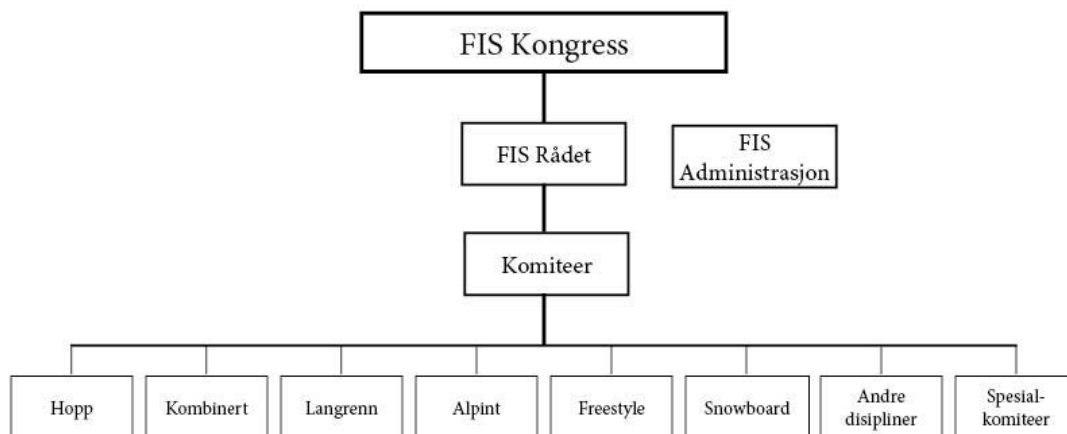 FIS Kongress
FIS Rådet
FIS
Administrasjon
Komiteer
Hopp
Kombinert
Langrenn
Alpint
Freestyle
Snowboard
Andre
disipliner
Spesial-
komiteer